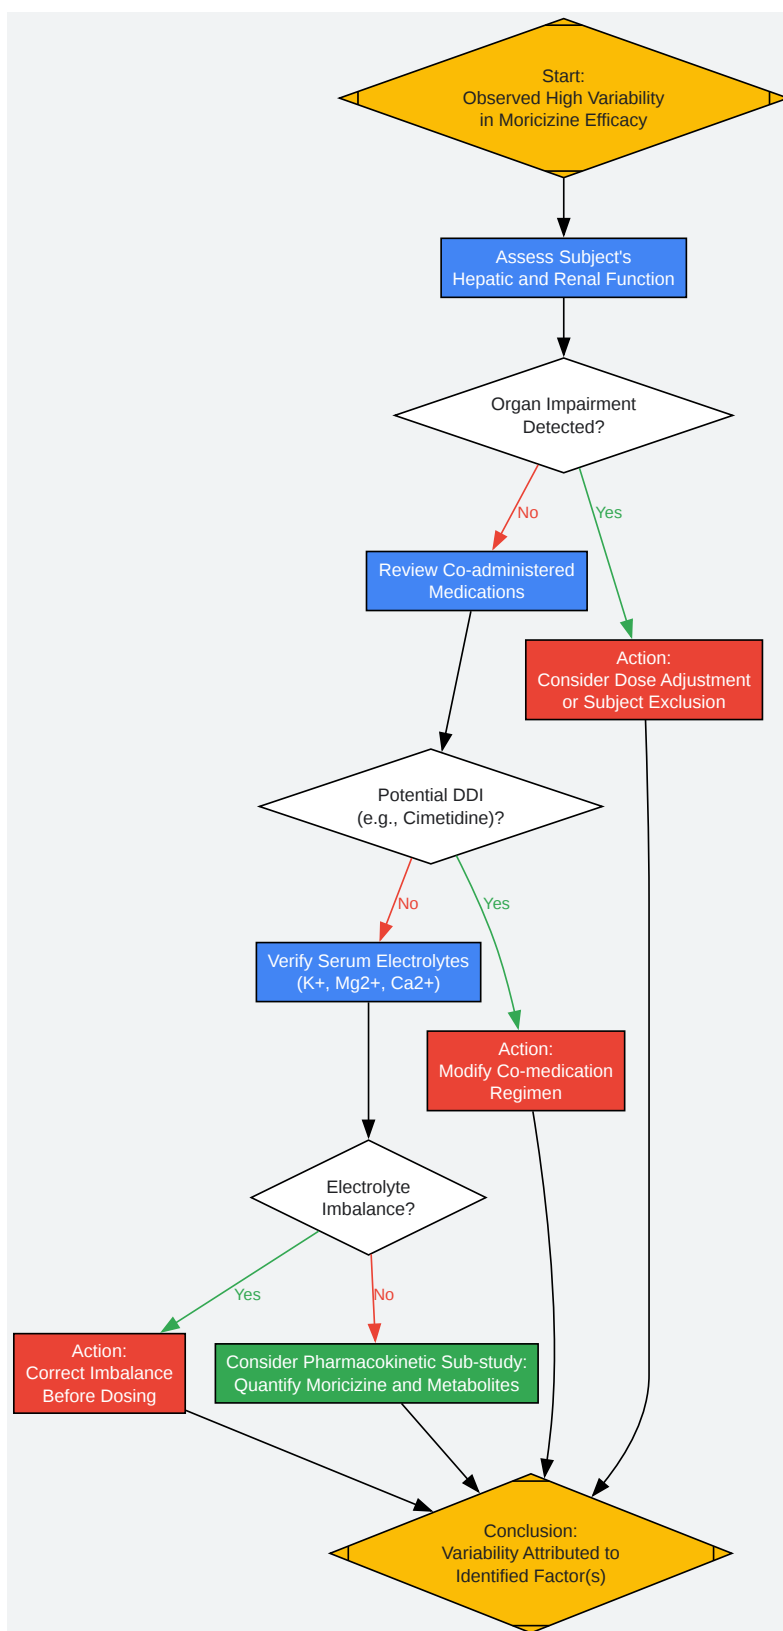 Start:
Observed High Variability
in Moricizine Efficacy
Assess Subject's
Hepatic and Renal Function
Organ Impairment
Detected?
No
Yes
Review Co-administered
Medications
Action:
Consider Dose Adjustment
or Subject Exclusion
Potential DDI
(e.g., Cimetidine)?
No
Yes
Verify Serum Electrolytes
(K+, Mg2+, Ca2+)
Action:
Modify Co-medication
Regimen
Electrolyte
Imbalance?
Yes
No
Action:
Correct Imbalance
Before Dosing
Consider Pharmacokinetic Sub-study:
Quantify Moricizine and Metabolites
Conclusion:
Variability Attributed to
Identified Factor(s)